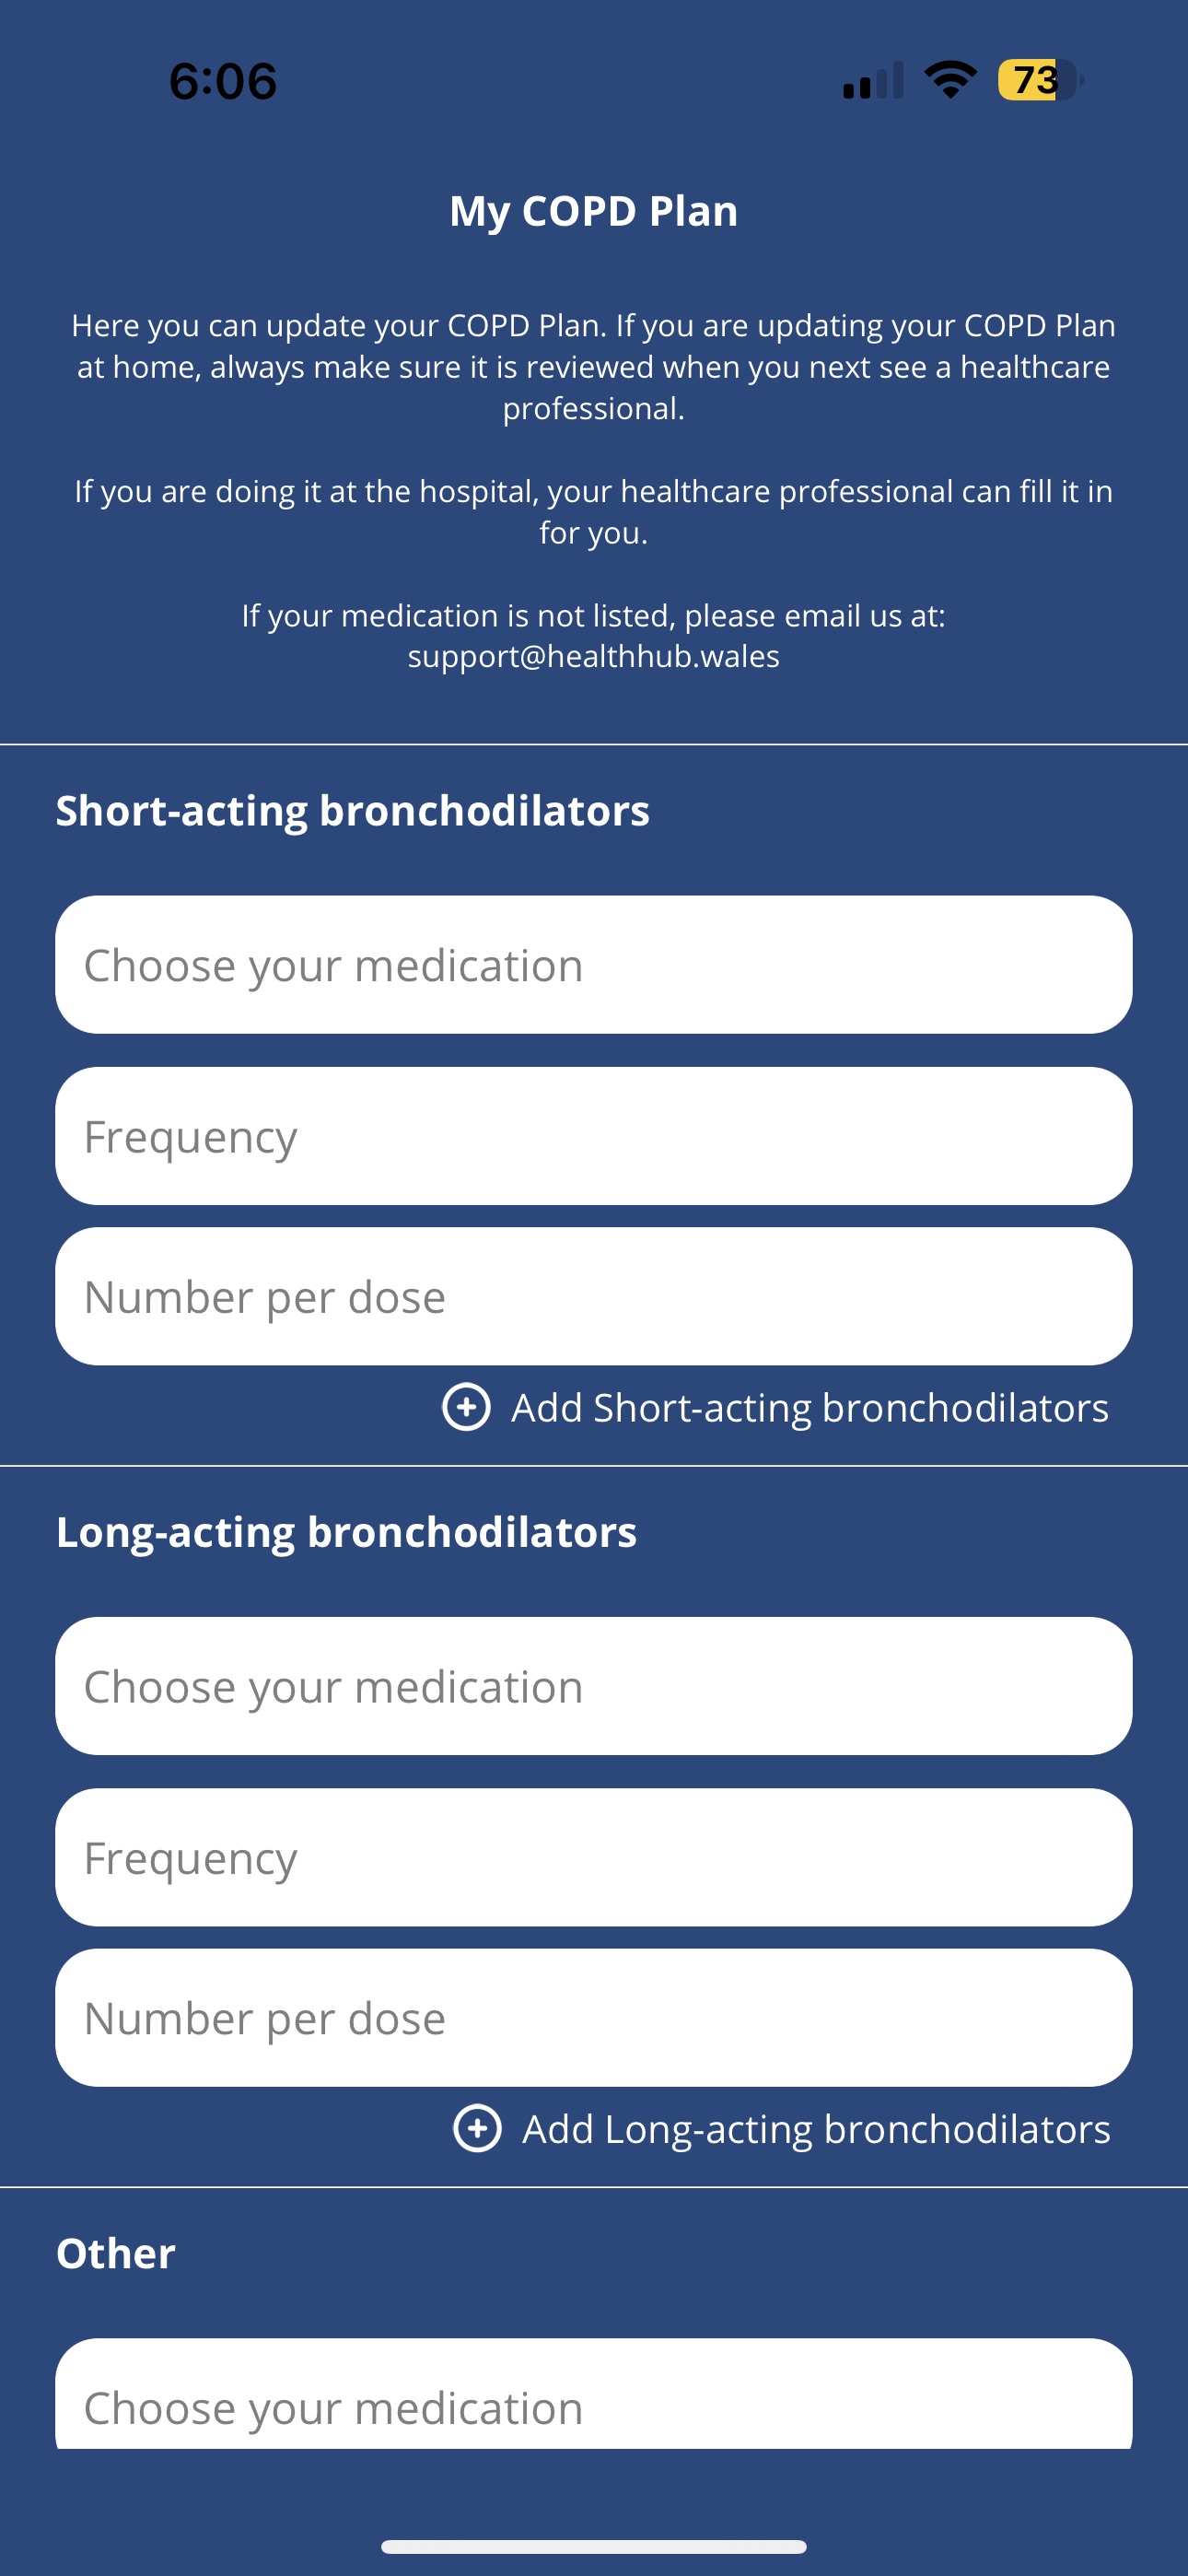 6:06
73
My COPD Plan
Here you can update your COPD Plan. If you are updating your COPD Plan
at home, always make sure it is reviewed when you next see a healthcare
professional.
If you are doing it at the hospital, your healthcare professional can fill it in
for you.
If your medication is not listed, please email us at:
support@healthhub.wales
Short-acting bronchodilators
Choose your medication
Frequency
Number per dose
Add Short-acting bronchodilators
Long-acting bronchodilators
Choose your medication
Frequency
Number per dose
Add Long-acting bronchodilators
Other
Choose your medication